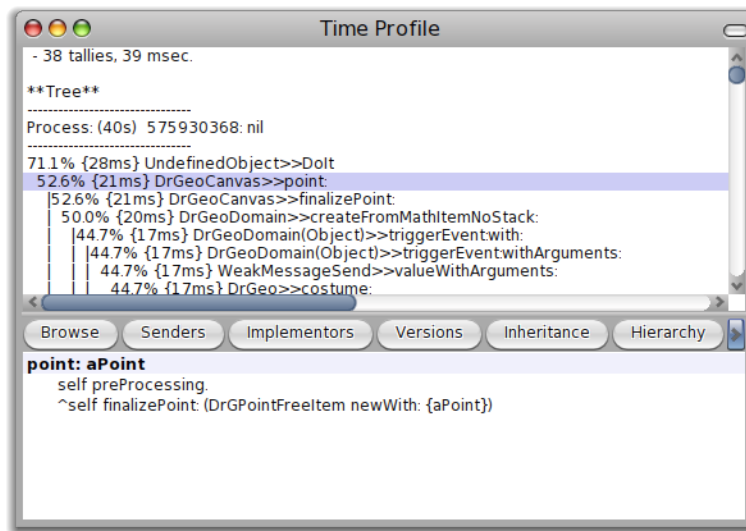 Time Profile
- 38 tallies, 39 msec.
**Tree**
--------------------------------
Process: (40s) 575930368: nil
--------------------------------
71.1% {28ms} UndefinedObject>>DoIt
52.6% {21ms} DrGeoCanvas>>point:
|52.6% {21ms} DrGeoCanvas>>finalizePoint:
| 50.0% {20ms} DrGeoDomain>>createFromMathItemNoStack:
| |44.7% {17ms} DrGeoDomain(Object)>>triggerEvent:with:
| | |44.7% {17ms} DrGeoDomain(Object)>>triggerEvent:withArguments:
| | | 44.7% {17ms} WeakMessageSend>>valueWithArguments:
| | | 44.7% {17ms} DrGeo>>costume:
Browse Senders Implementors Versions Inheritance Hierarchy
point: aPoint
self preProcessing.
^self finalizePoint: (DrGPointFreeItem newWith: {aPoint})